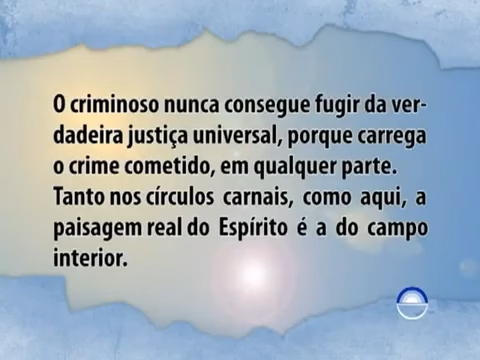 O criminoso nunca consegue fugir da ver-
dadeira justiça universal, porque carrega
o crime cometido, em qualquer parte.
Tanto nos círculos carnais, como aqui, a
paisagem real do Espírito é a do campo
interior.